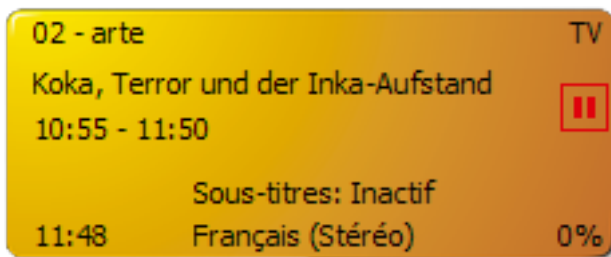 02 - arte TV
Koka, Terror und der Inka-Aufstand
10:55 - 11:50
Sous-titres: Inactif
11:48 Français (Stéréo) 0%